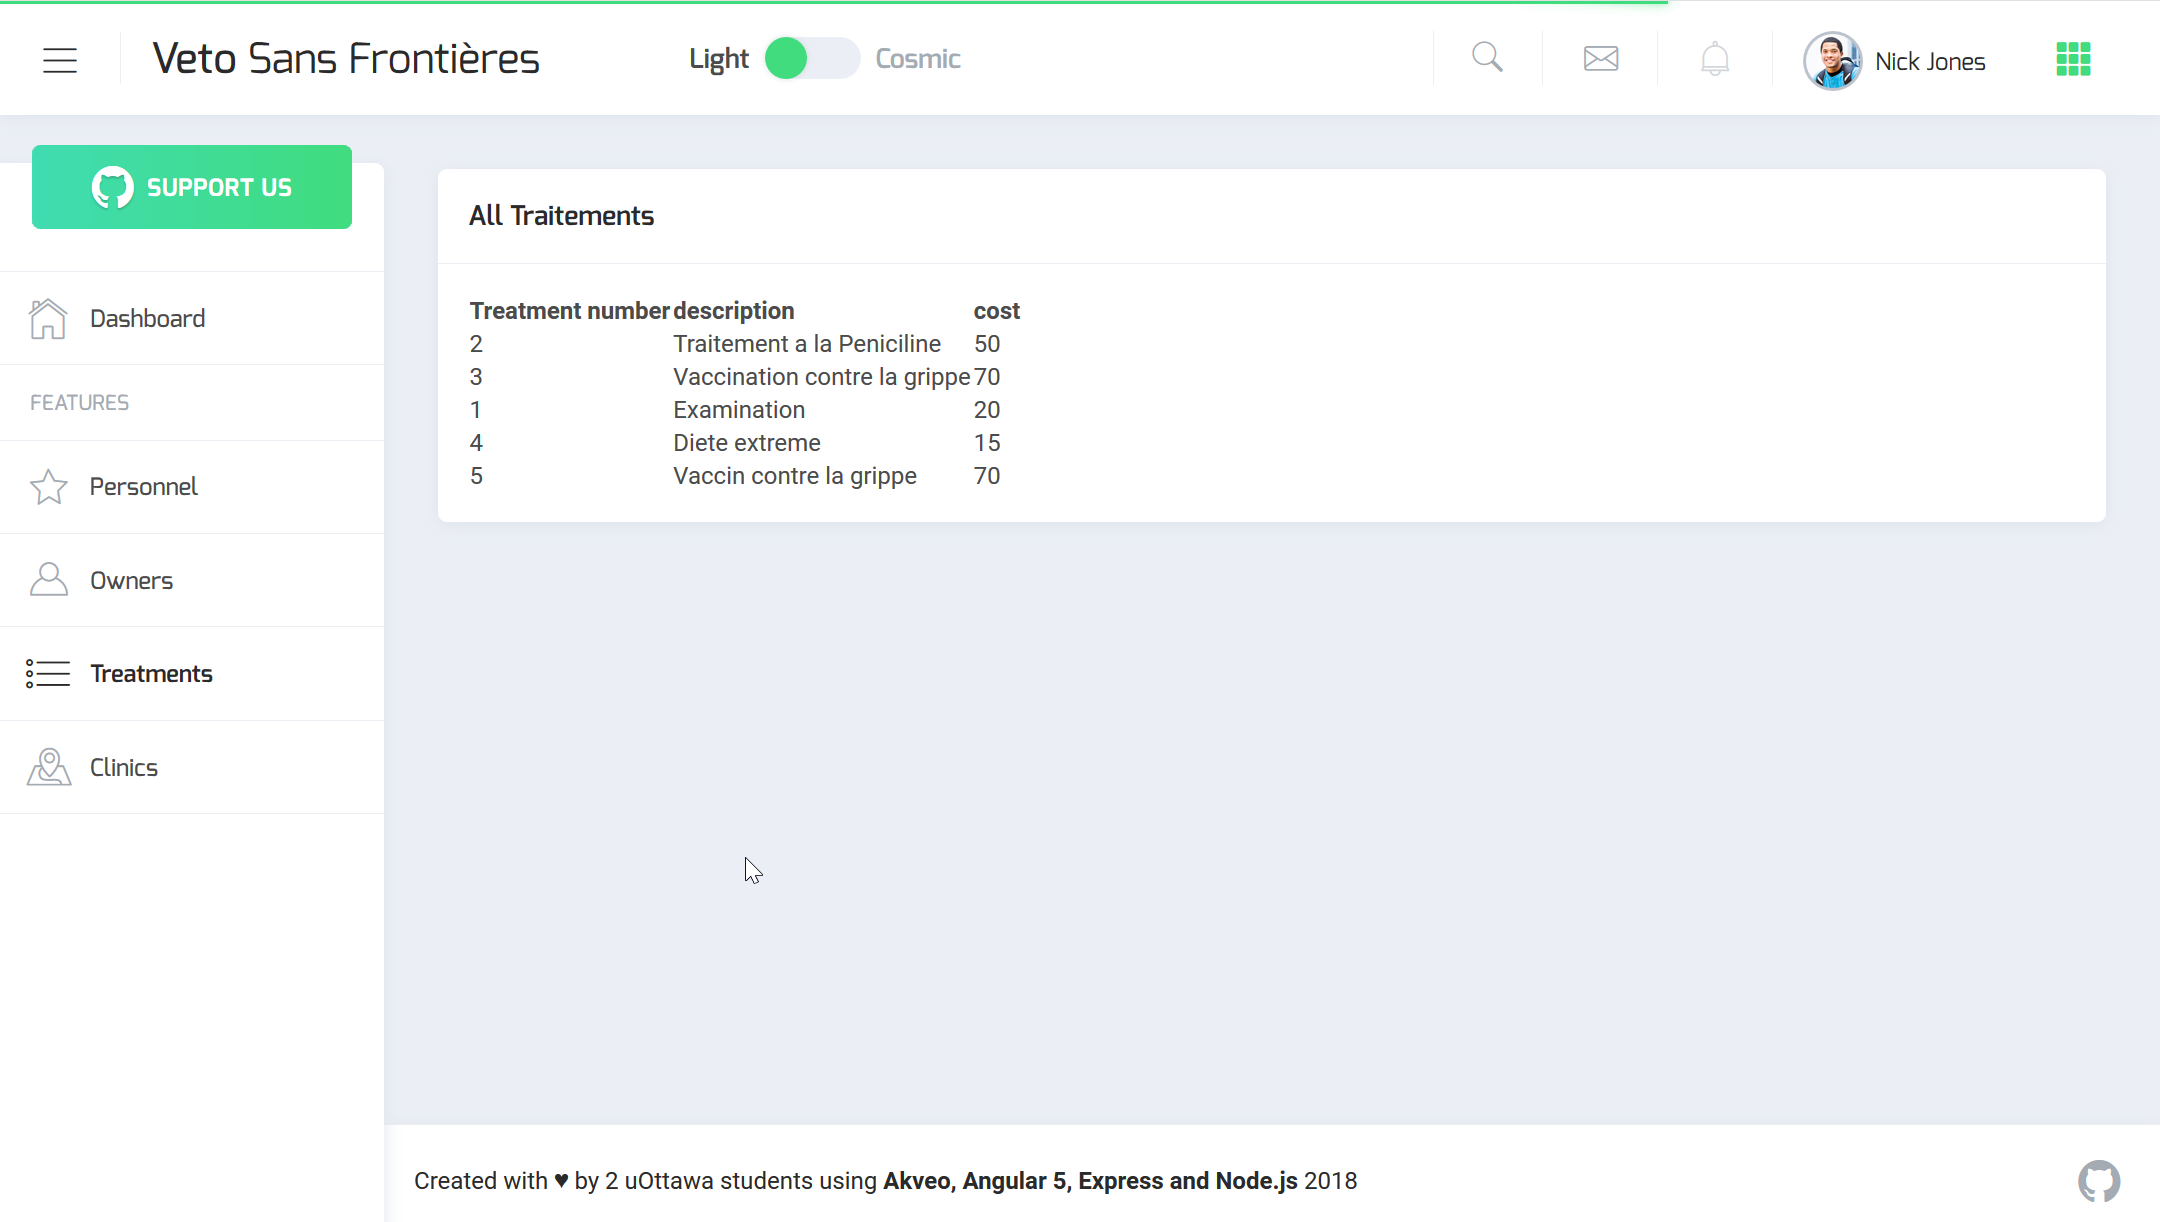 Veto Sans Frontières
Light Cosmic
Nick Jones
SUPPORT US
Dashboard
FEATURES
Personnel
Owners
Treatments
Clinics
All Traitements
Treatment number description cost
2 Traitement a la Peniciline 50
3 Vaccination contre la grippe 70
1 Examination 20
4 Diete extreme 15
5 Vaccin contre la grippe 70
Created with ♥ by 2 uOttawa students using Akveo, Angular 5, Express and Node.js 2018